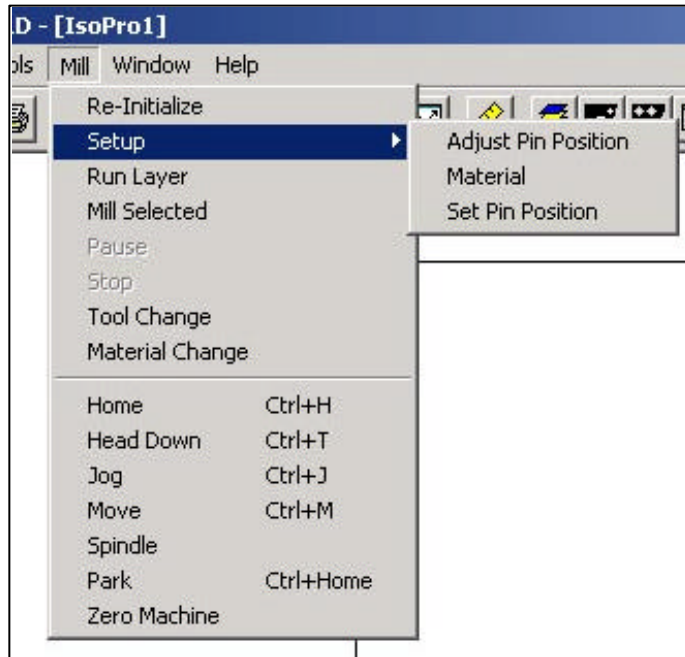 D - [IsoPro1]
ols Mill Window Help
Re-Initialize
Setup
Run Layer
Mill Selected
Pause
Stop
Tool Change
Material Change
Home Ctrl+H
Head Down Ctrl+T
Jog Ctrl+J
Move Ctrl+M
Spindle
Park Ctrl+Home
Zero Machine
Adjust Pin Position
Material
Set Pin Position